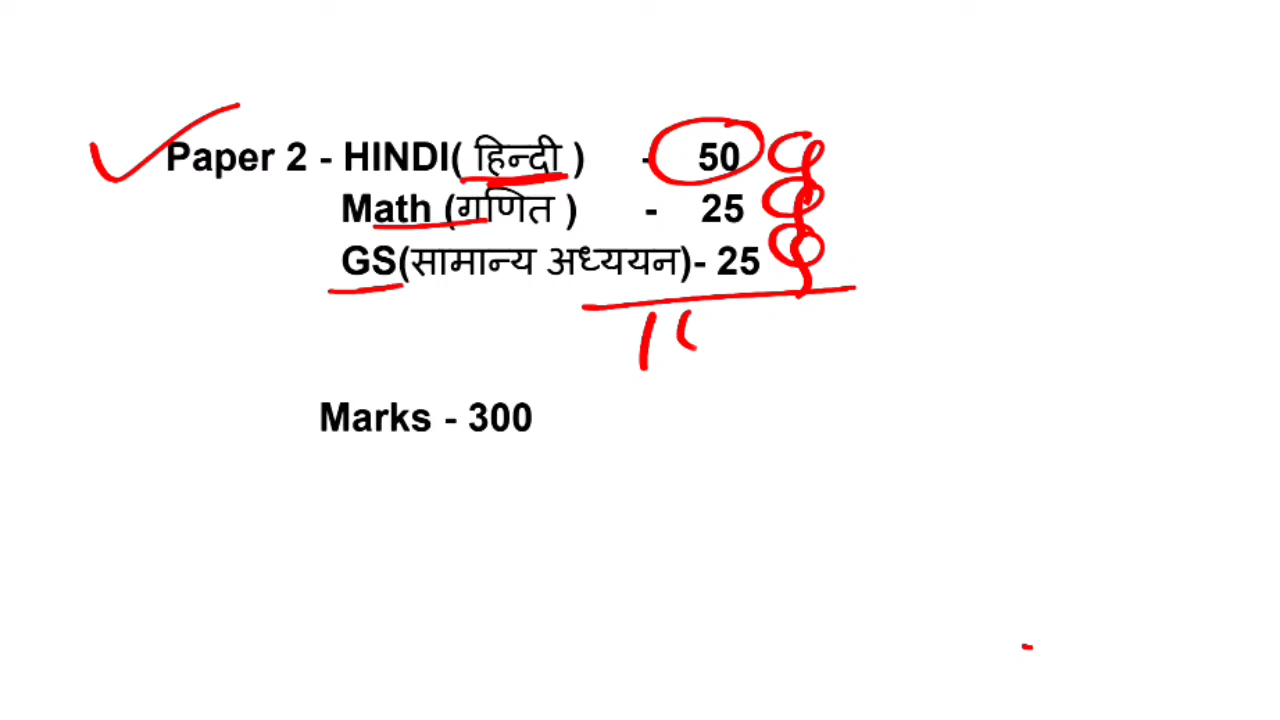 Paper 2 - HINDI( हिन्दी ) - 50
Math (गणित ) - 25
GS(सामान्य अध्ययन)- 25
Marks - 300